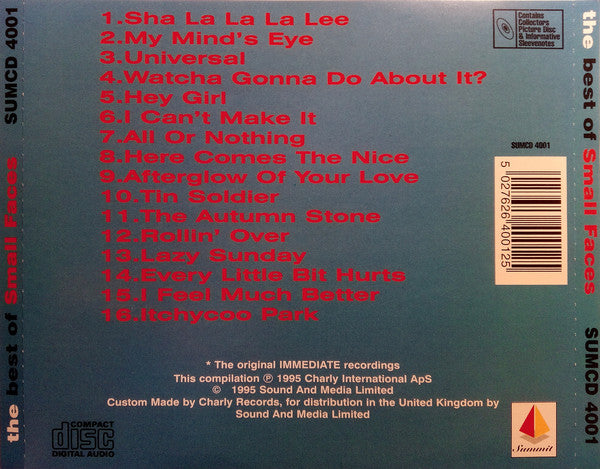 the best of Small Faces SUMCD 4001
1.Sha La La La Lee
2.My Mind's Eye
3.Universal
4.Watcha Gonna Do About It?
5.Hey Girl
6.I Can't Make It
7.All Or Nothing
8.Here Comes The Nice
9.Afterglow Of Your Love
10.Tin Soldier
11.The Autumn Stone
12.Rollin' Over
13.Lazy Sunday
14.Every Little Bit Hurts
15.I Feel Much Better
16.Itchycoo Park
Contains
Collectors
Picture Disc
& Informative
Sleevenotes
SUMCD 4001
5 027626 400125
* The original IMMEDIATE recordings
This compilation ℗ 1995 Charly International ApS
© 1995 Sound And Media Limited
Custom Made by Charly Records, for distribution in the United Kingdom by
Sound And Media Limited
COMPACT
disc
DIGITAL AUDIO
Summit
the best of Small Faces SUMCD 4001